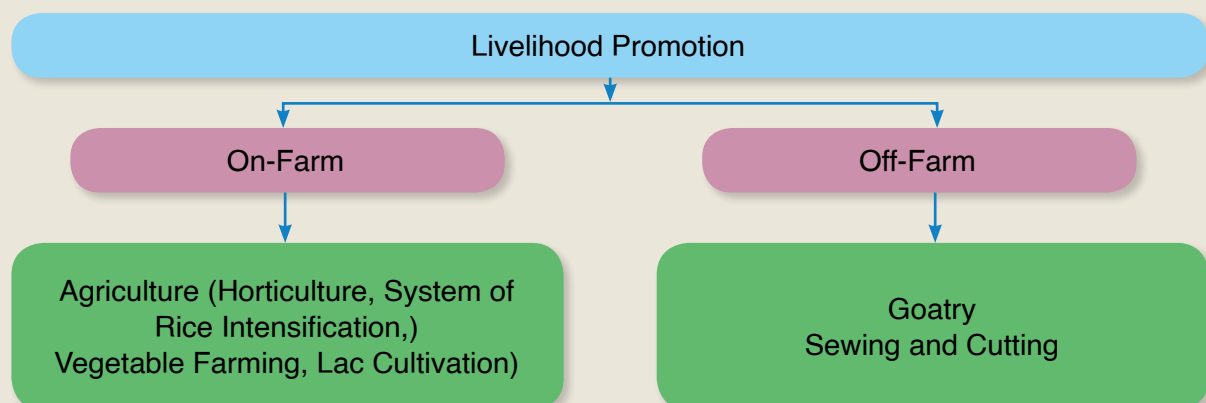 Livelihood Promotion
On-Farm
Off-Farm
Agriculture (Horticulture, System of
Rice Intensification,)
Vegetable Farming, Lac Cultivation)
Goatry
Sewing and Cutting